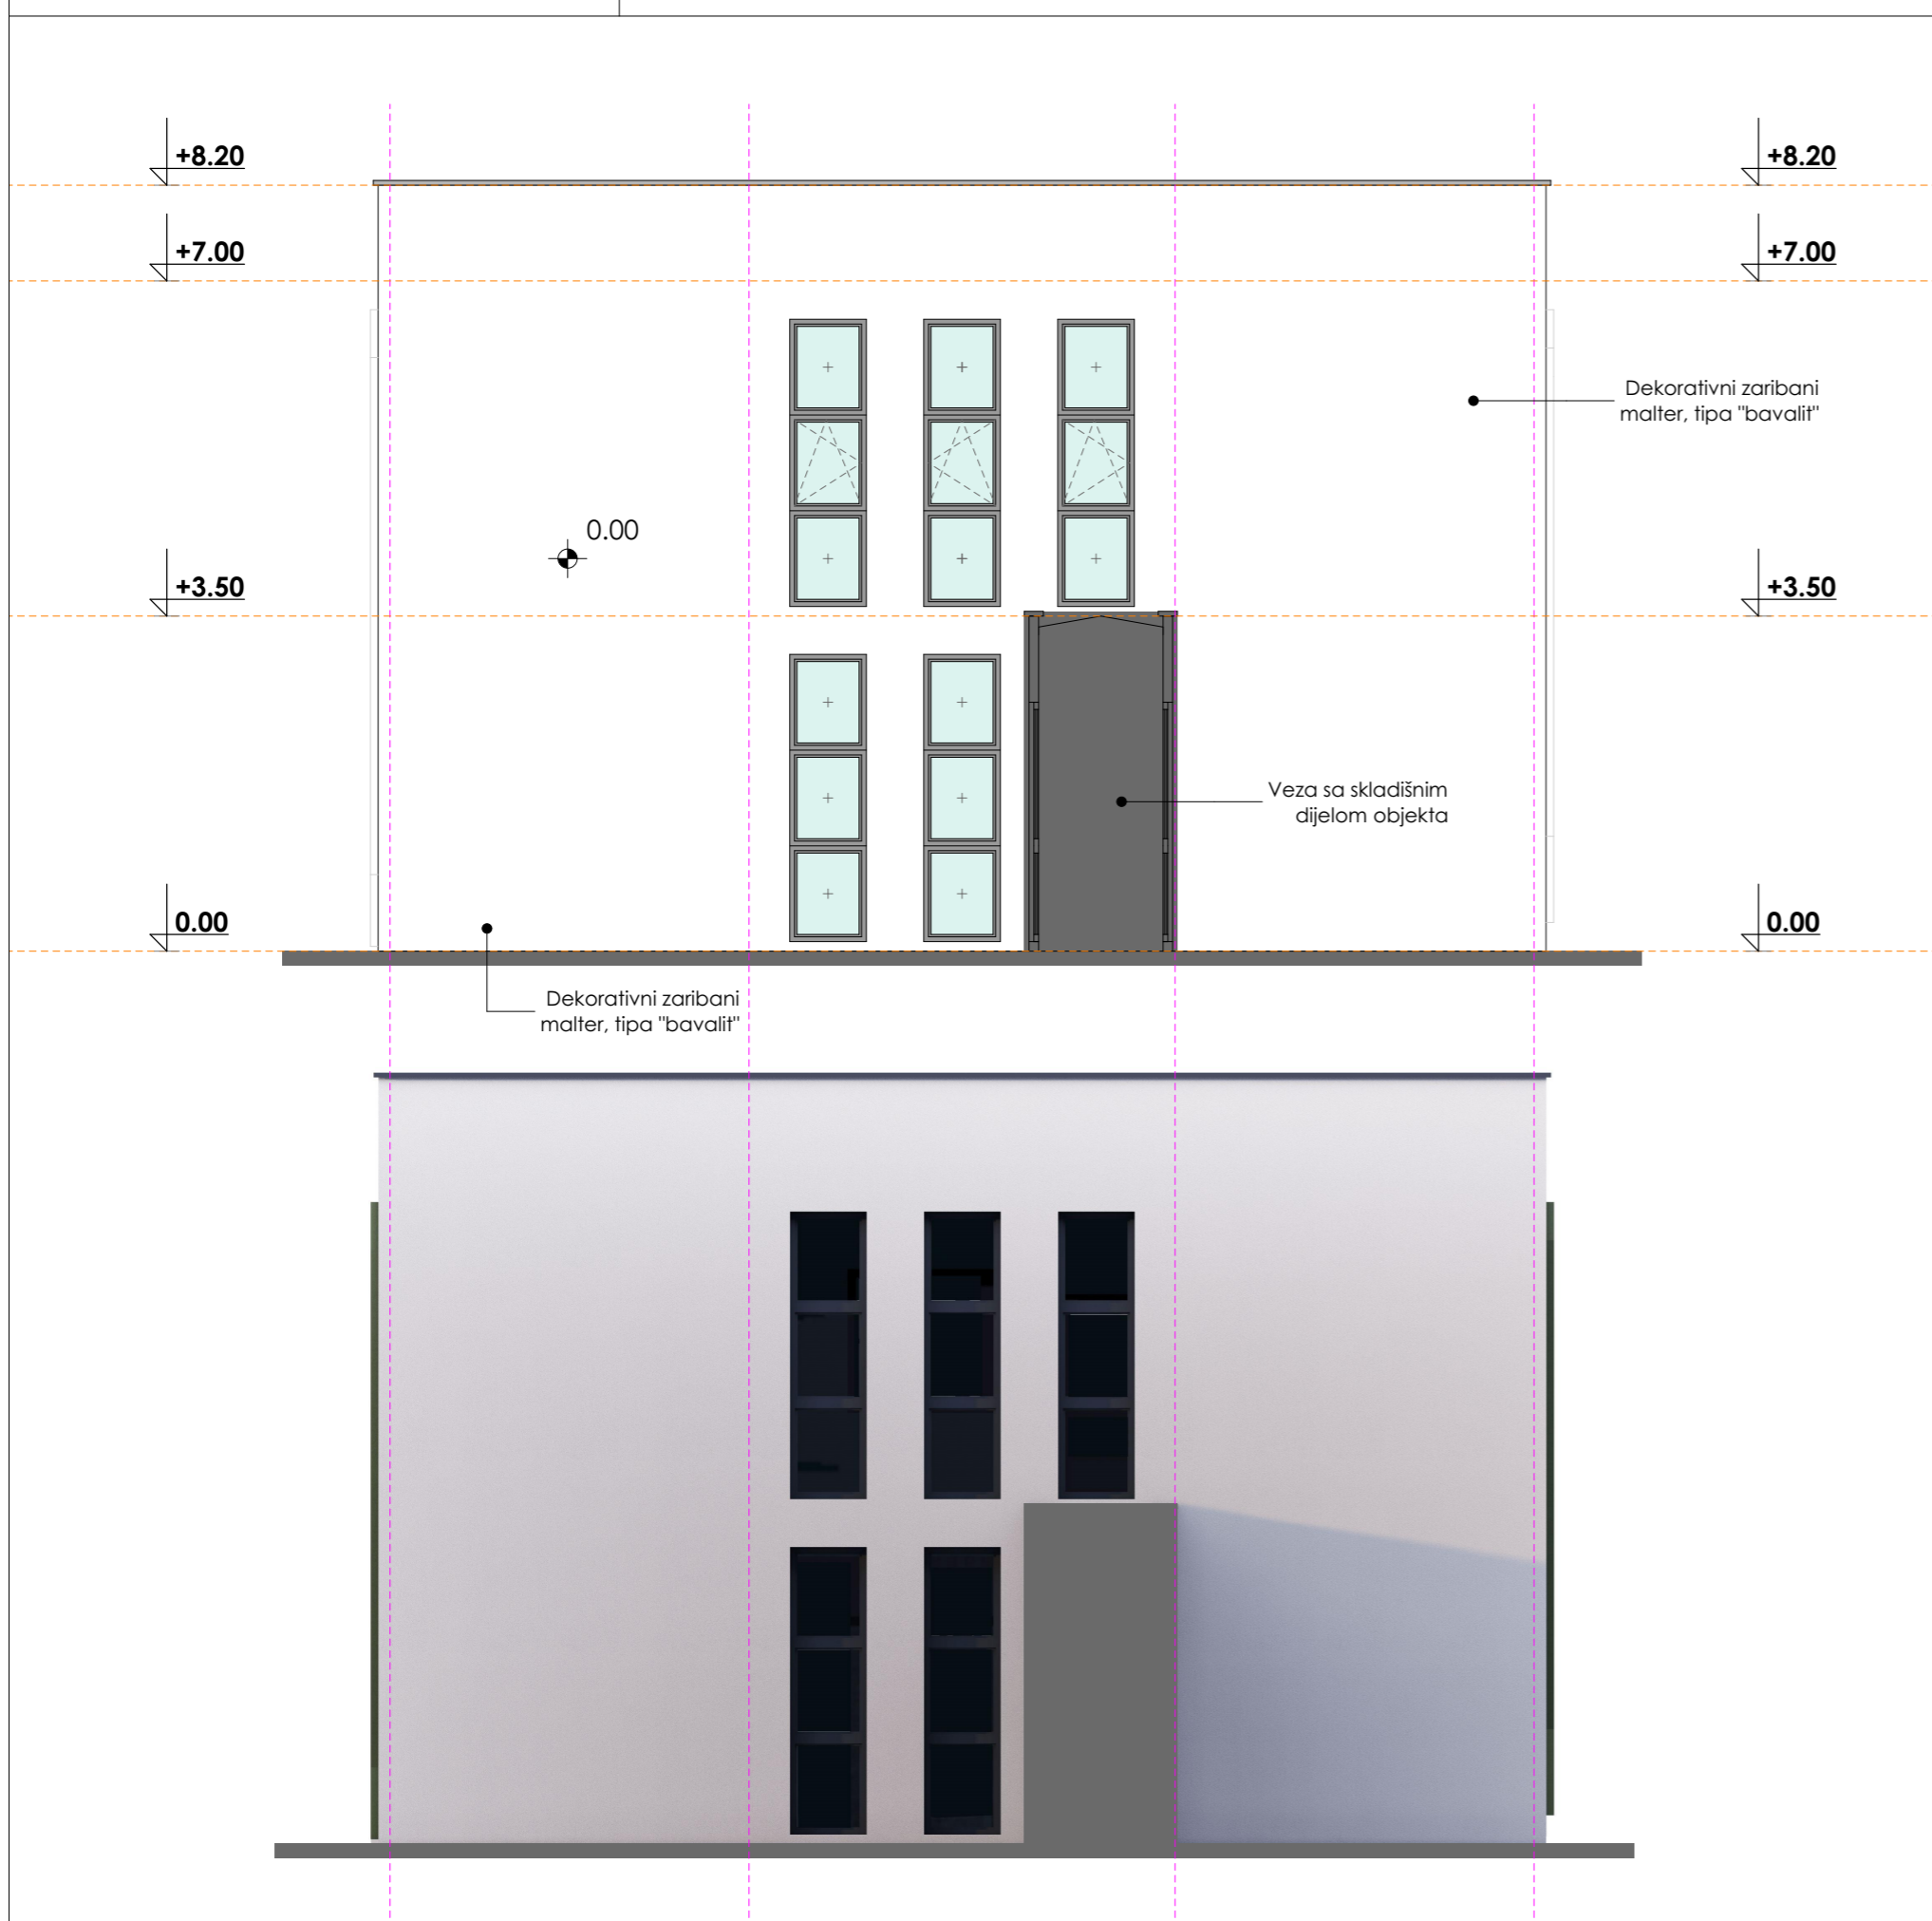 +8.20
+8.20
+7.00
+7.00
Dekorativni zaribani
malter, tipa "bavalit"
0.00
+3.50
+3.50
Veza sa skladišnim
dijelom objekta
0.00
0.00
Dekorativni zaribani
malter, tipa "bavalit"